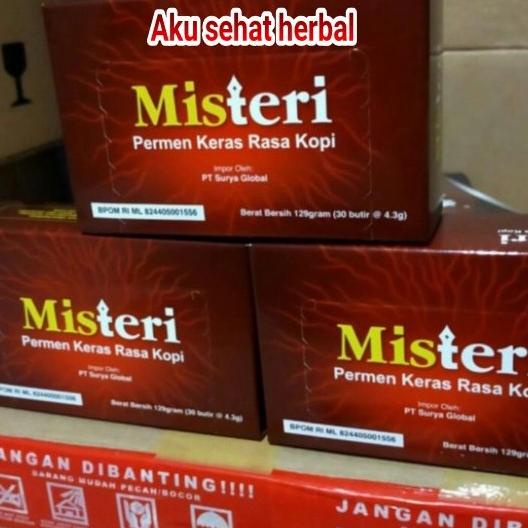 Aku sehat herbal
Misteri
Permen Keras Rasa Kopi
Impor Oleh:
PT Surya Global
BPOM RI ML 824405001556
Berat Bersih 129gram (30 butir @ 4.3g)
Misteri
Permen Keras Rasa Kopi
Impor Oleh:
PT Surya Global
BPOM RI ML 824405001556
Berat Bersih 129gram (30 butir @ 4.3g)
Misteri
Permen Keras Rasa Ko
Impor Oleh:
PT Surya Global
BPOM RI ML 824405001556
Berat Bersih 129gra
JANGAN DIBANTING!!!!
BARANG MUDAH PECAH/BOCOR
JANGAN DI